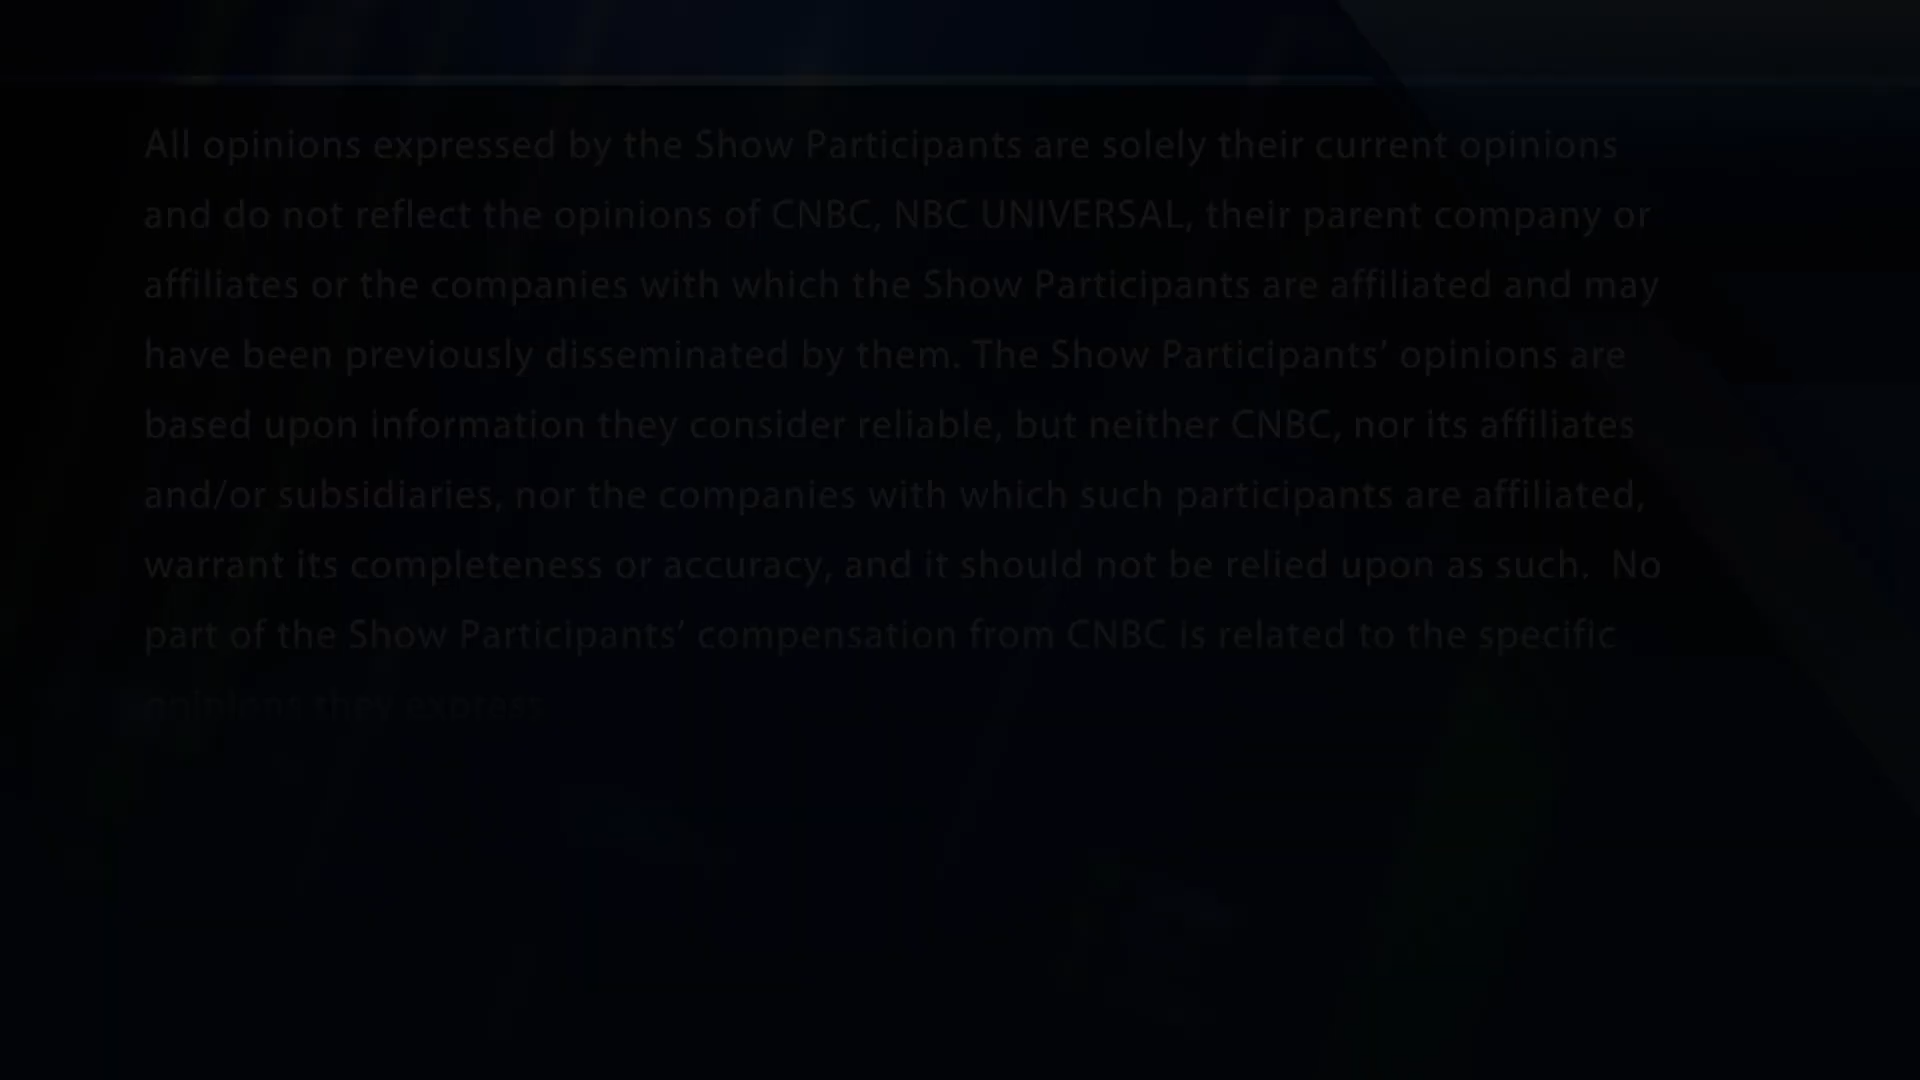 All opinions expressed by the Show Participants are solely their current opinions
and do not reflect the opinions of CNBC, NBC UNIVERSAL, their parent company or
affiliates or the companies with which the Show Participants are affiliated and may
have been previously disseminated by them. The Show Participants’ opinions are
based upon information they consider reliable, but neither CNBC, nor its affiliates
and/or subsidiaries, nor the companies with which such participants are affiliated,
warrant its completeness or accuracy, and it should not be relied upon as such.  No
part of the Show Participants’ compensation from CNBC is related to the specific
opinions they express